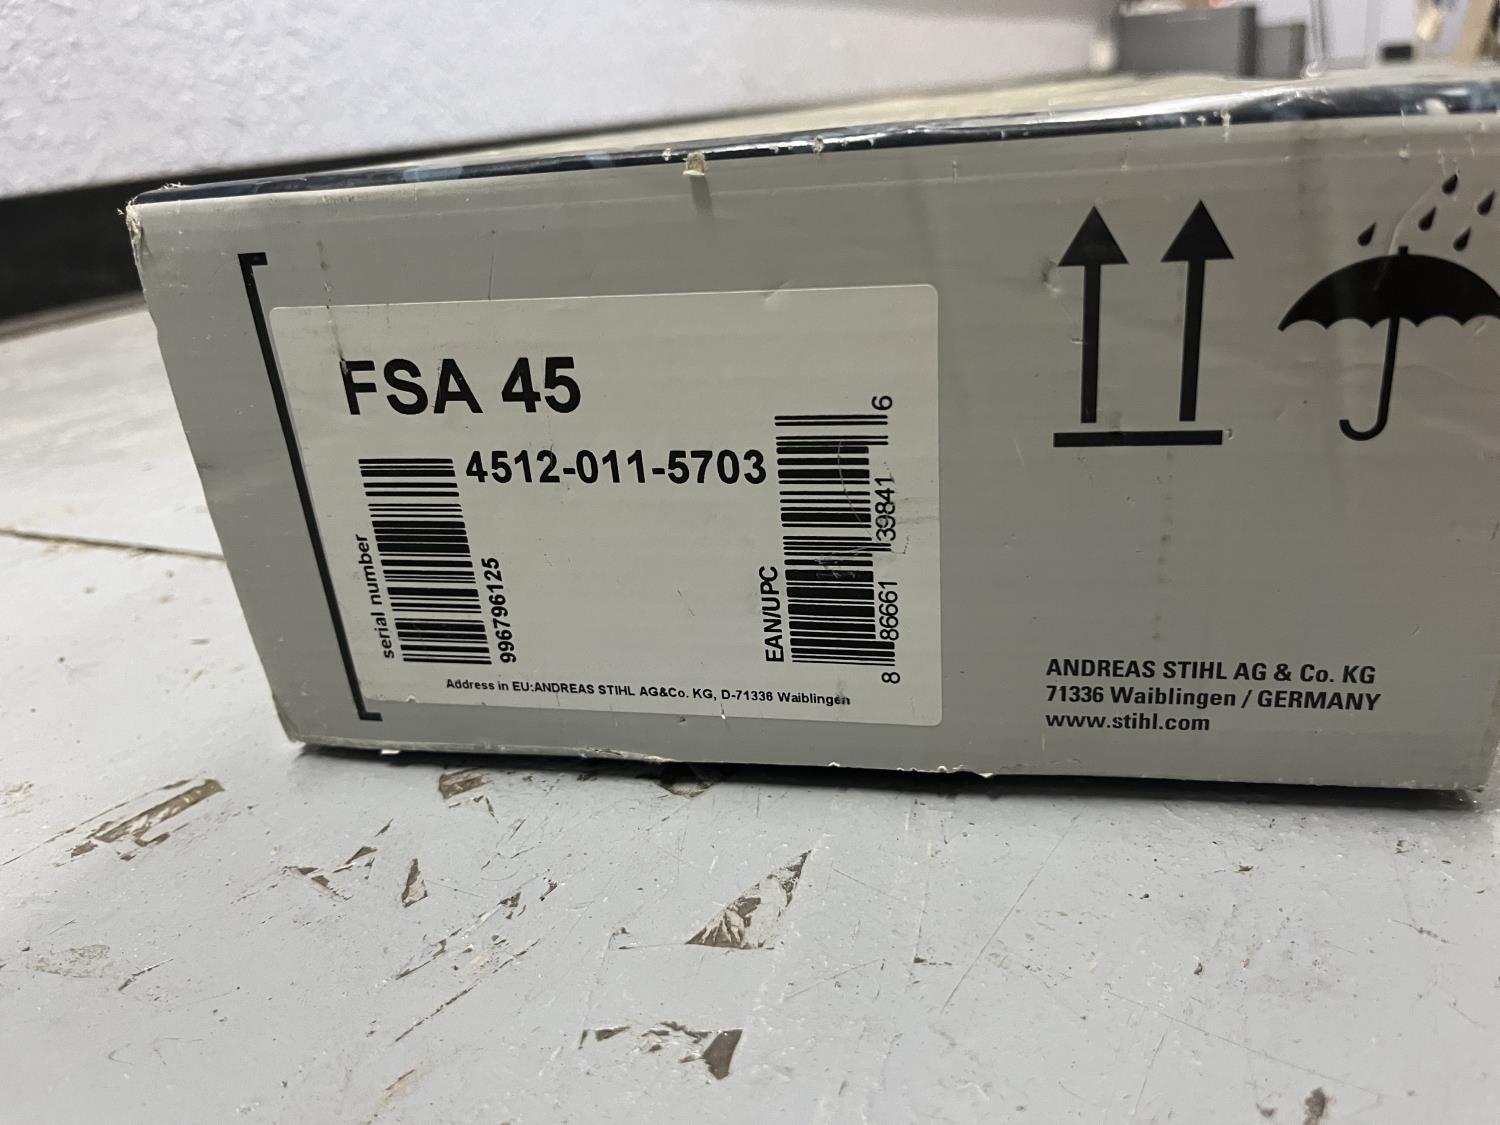 FSA 45
4512-011-5703
serial number
996796125
EAN/UPC
8 86661 39841 6
Address in EU:ANDREAS STIHL AG&Co. KG, D-71336 Waiblingen
ANDREAS STIHL AG & Co. KG
71336 Waiblingen / GERMANY
www.stihl.com